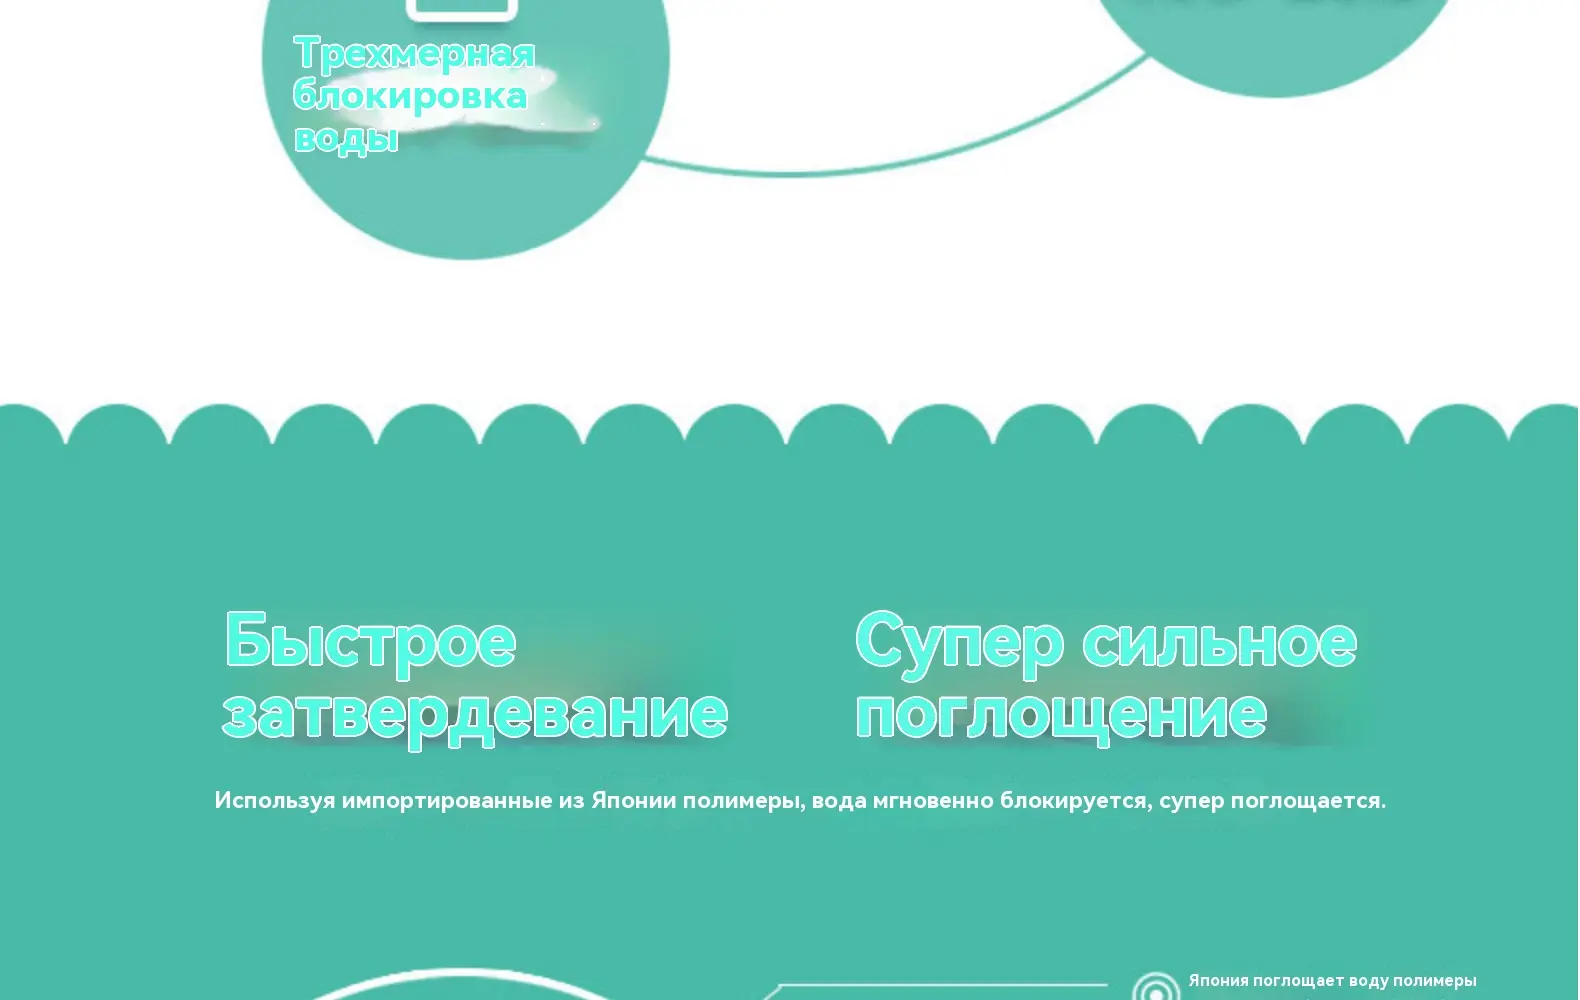 Трехмерная
блокировка
воды
Быстрое
затвердевание
Супер сильное
поглощение
Используя импортированные из Японии полимеры, вода мгновенно блокируется, супер поглощается.
Япония поглощает воду полимеры